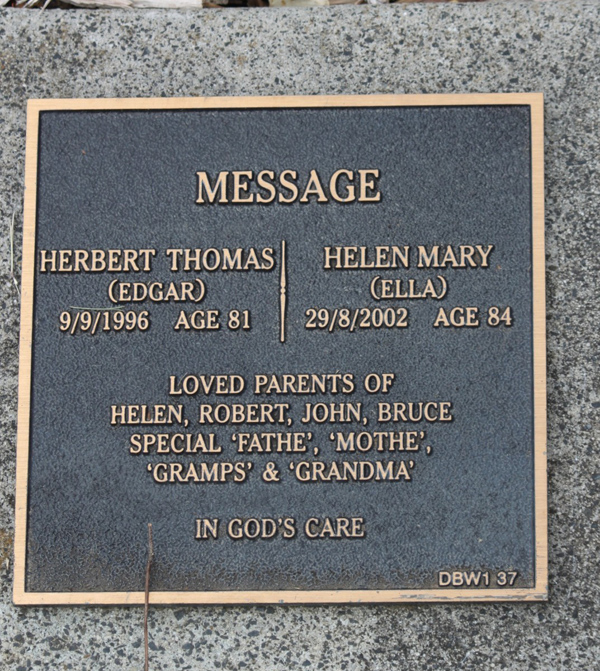 MESSAGE
HERBERT THOMAS
(EDGAR)
9/9/1996 AGE 81
HELEN MARY
(ELLA)
29/8/2002 AGE 84
LOVED PARENTS OF
HELEN, ROBERT, JOHN, BRUCE
SPECIAL ‘FATHE’, ‘MOTHE’,
‘GRAMPS’ & ‘GRANDMA’
IN GOD'S CARE
DBW1 37